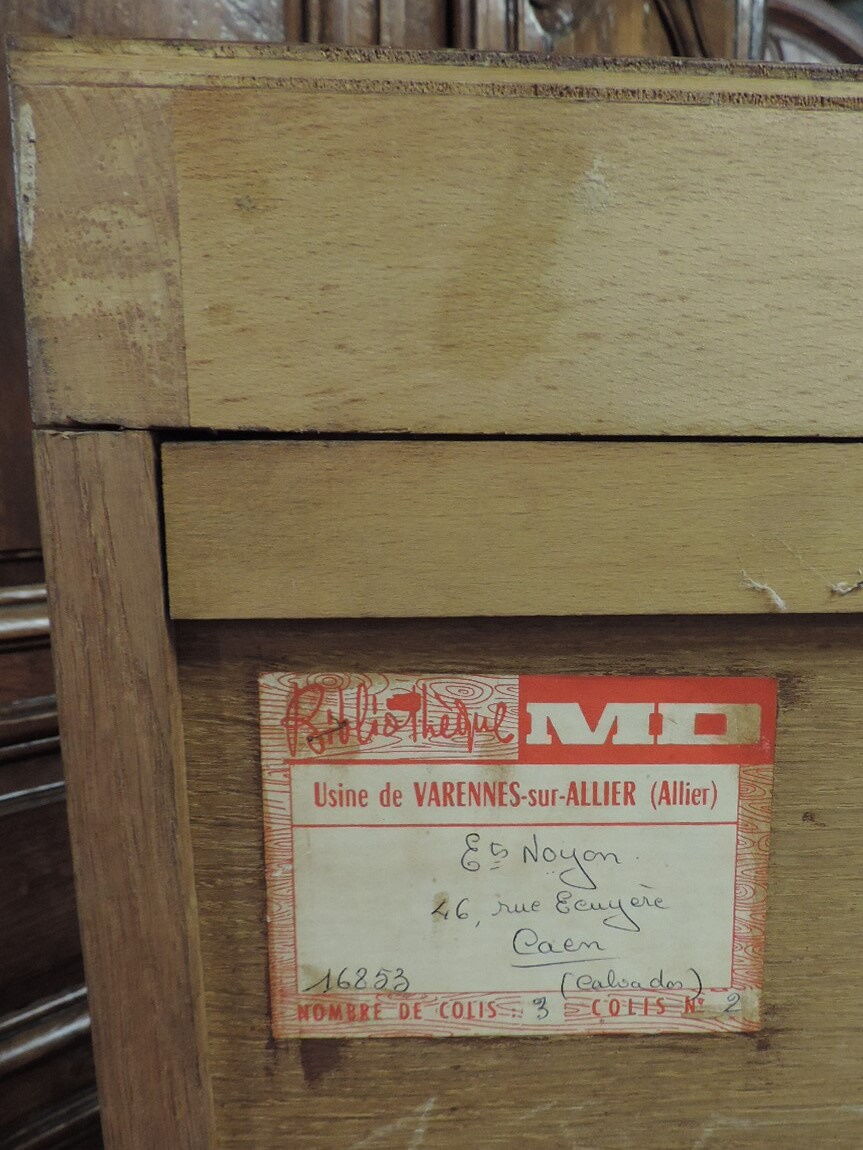 Bibliothèque MD
Usine de VARENNES-sur-ALLIER (Allier)
Ets Noyon
46, rue Ecuyère
Caen
16853 (Calvados)
NOMBRE DE COLIS : 3 COLIS N° 2